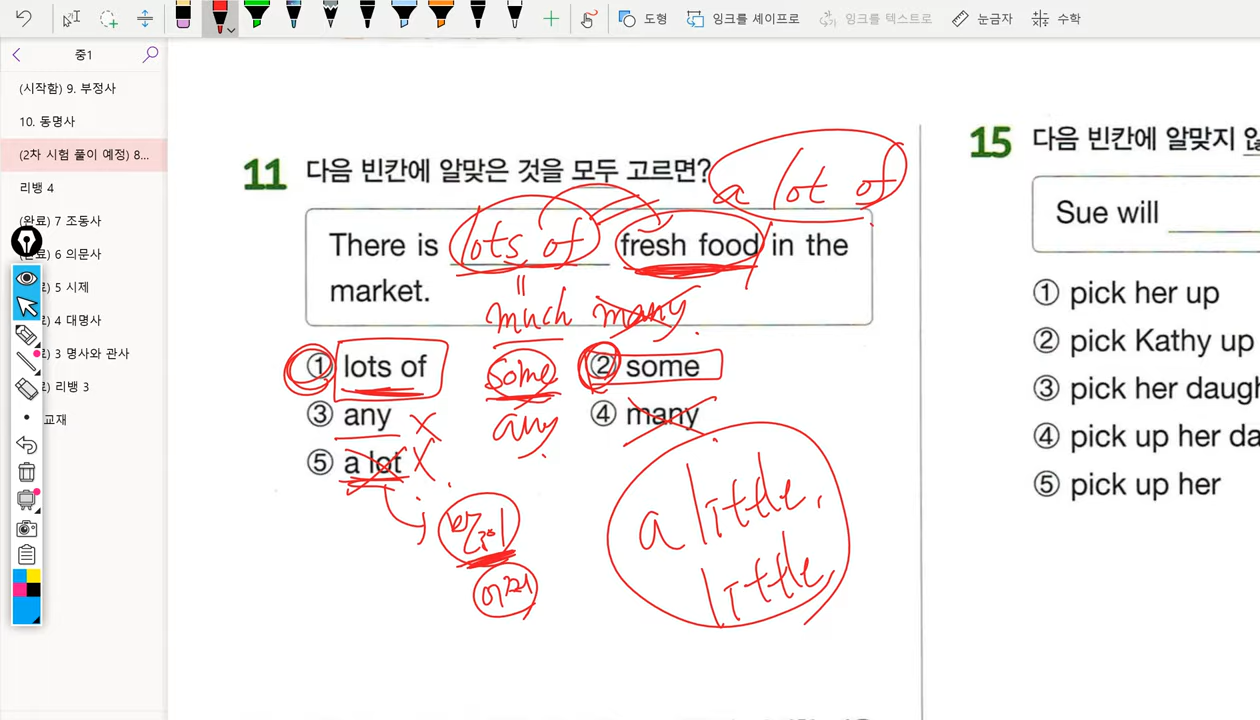 도형
잉크를 셰이프로
잉크를 텍스트로
눈금자
수학
중1
(시작함) 9. 부정사
10. 동명사
(2차 시험 풀이 예정) 8...
리뱅 4
(완료) 7 조동사
료) 6 의문사
료) 5 시제
료) 4 대명사
료) 3 명사와 관사
료) 리뱅 3
교재
11 다음 빈칸에 알맞은 것을 모두 고르면?
a lot of
There is lots of fresh food in the
market.
much many
① lots of
some
② some
③ any
any
④ many
⑤ a lot
a little,
little,
15 다음 빈칸에 알맞지
Sue will
① pick her up
② pick Kathy up
③ pick her daugh
④ pick up her da
⑤ pick up her